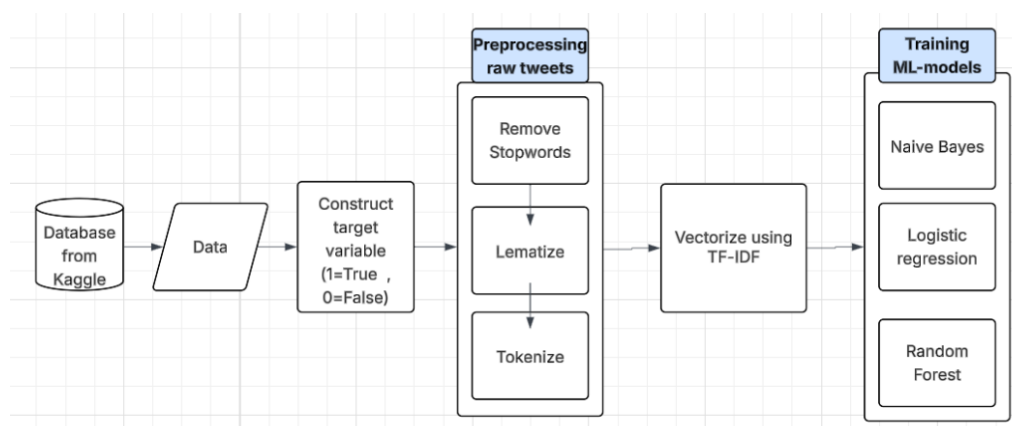 Database
from
Kaggle
Data
Construct
target
variable
(1=True ,
0=False)
Preprocessing
raw tweets
Remove
Stopwords
Lematize
Tokenize
Vectorize using
TF-IDF
Training
ML-models
Naive Bayes
Logistic
regression
Random
Forest